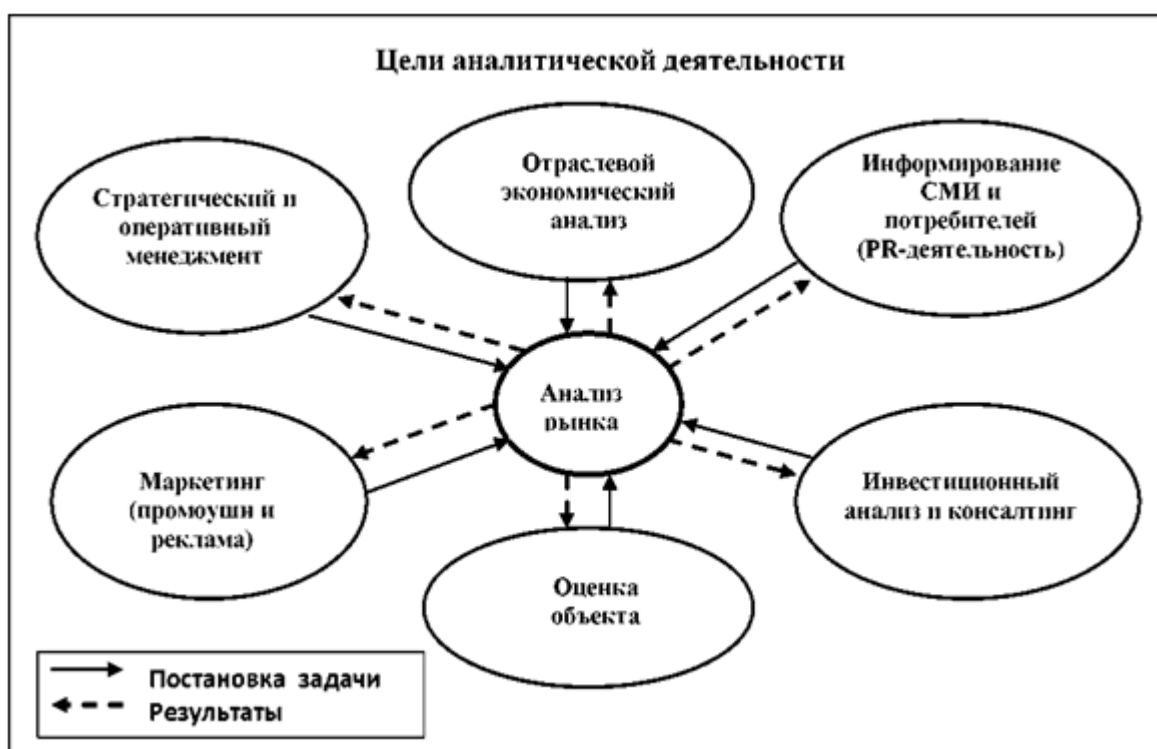 Цели аналитической деятельности
Стратегический и
оперативный
менеджмент
Отраслевой
экономический
анализ
Информирование
СМИ и
потребителей
(PR-деятельность)
Анализ
рынка
Маркетинг
(промоушн и
реклама)
Оценка
объекта
Инвестиционный
анализ и консалтинг
Постановка задачи
Результаты